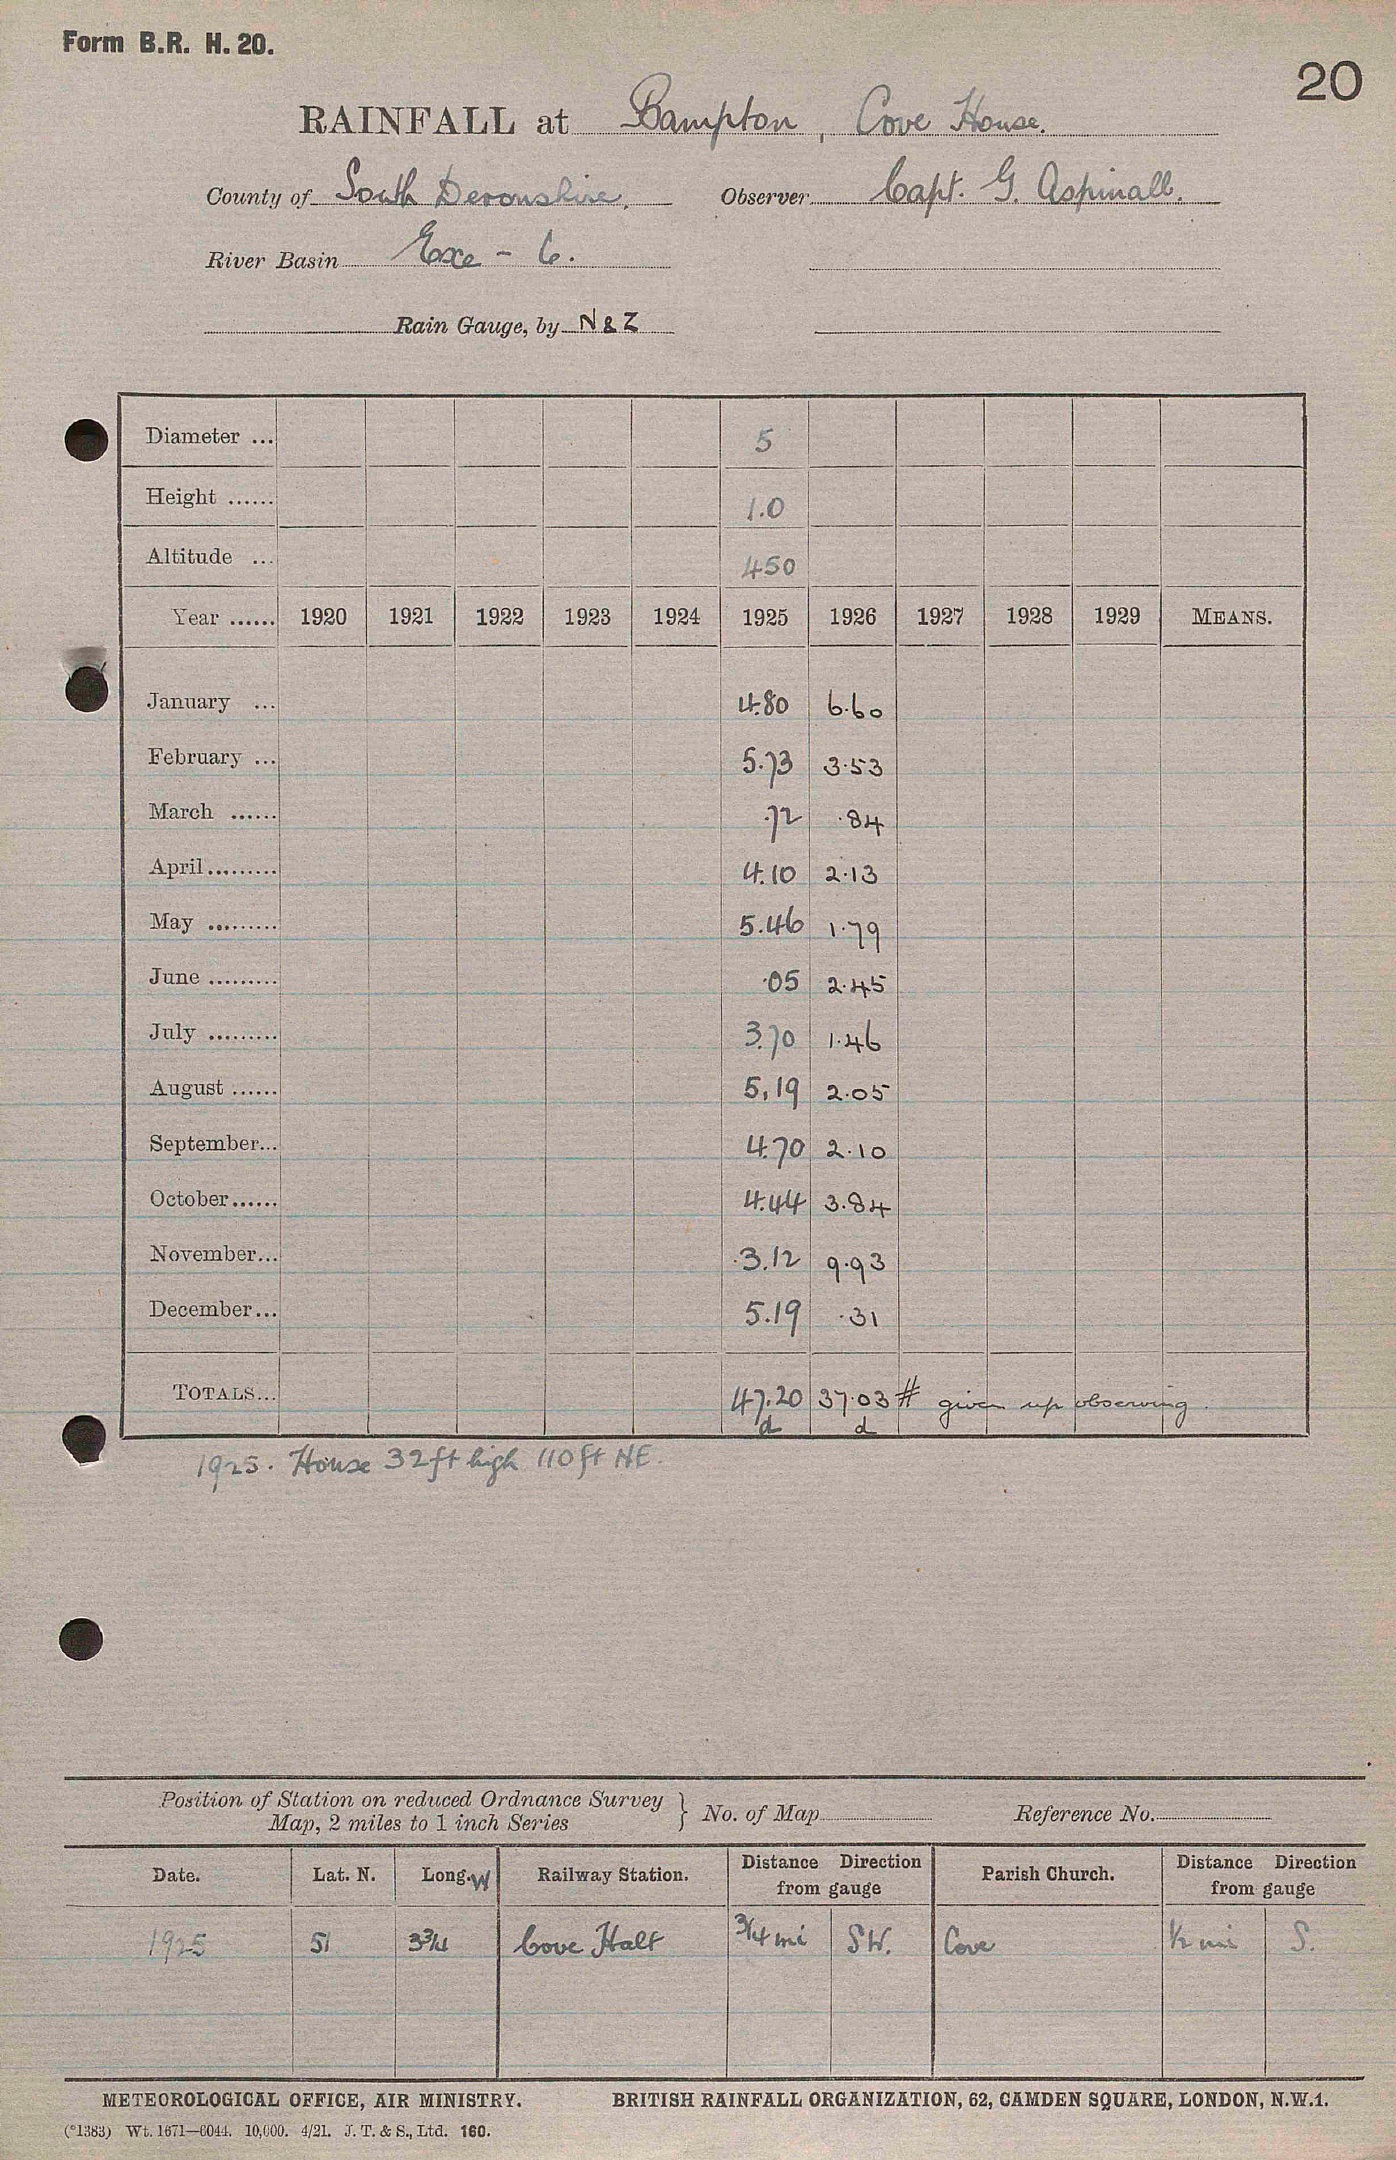 Form B.R. H. 20.
20
RAINFALL at Bampton, Cove House.
County of South Devonshire. Observer Capt. G. Aspinall.
River Basin Exe - 6.
Rain Gauge, by N & Z
Diameter ... 5
Height ...... 1.0
Altitude ... 450
Year ...... 1920 1921 1922 1923 1924 1925 1926 1927 1928 1929 MEANS.
January ... 4.80 6.60
February ... 5.73 3.53
March ...... .72 .84
April......... 4.10 2.13
May ......... 5.46 1.79
June ......... .05 2.45
July ......... 3.70 1.46
August ...... 5.19 2.05
September... 4.70 2.10
October...... 4.44 3.84
November... 3.12 9.93
December... 5.19 .31
TOTALS... 47.20 37.03 # given up observing
d d
1925. House 32ft high 110ft NE.
Position of Station on reduced Ordnance Survey
Map, 2 miles to 1 inch Series } No. of Map Reference No.
Date. Lat. N. Long. W Railway Station. Distance Direction from gauge Parish Church. Distance Direction from gauge
1925 51 3¾ Cove Halt ¾ mi SW. Cove ½ mi S.
METEOROLOGICAL OFFICE, AIR MINISTRY. BRITISH RAINFALL ORGANIZATION, 62, CAMDEN SQUARE, LONDON, N.W.1.
(*1383) Wt. 1671—6044. 10,000. 4/21. J. T. & S., Ltd. 160.